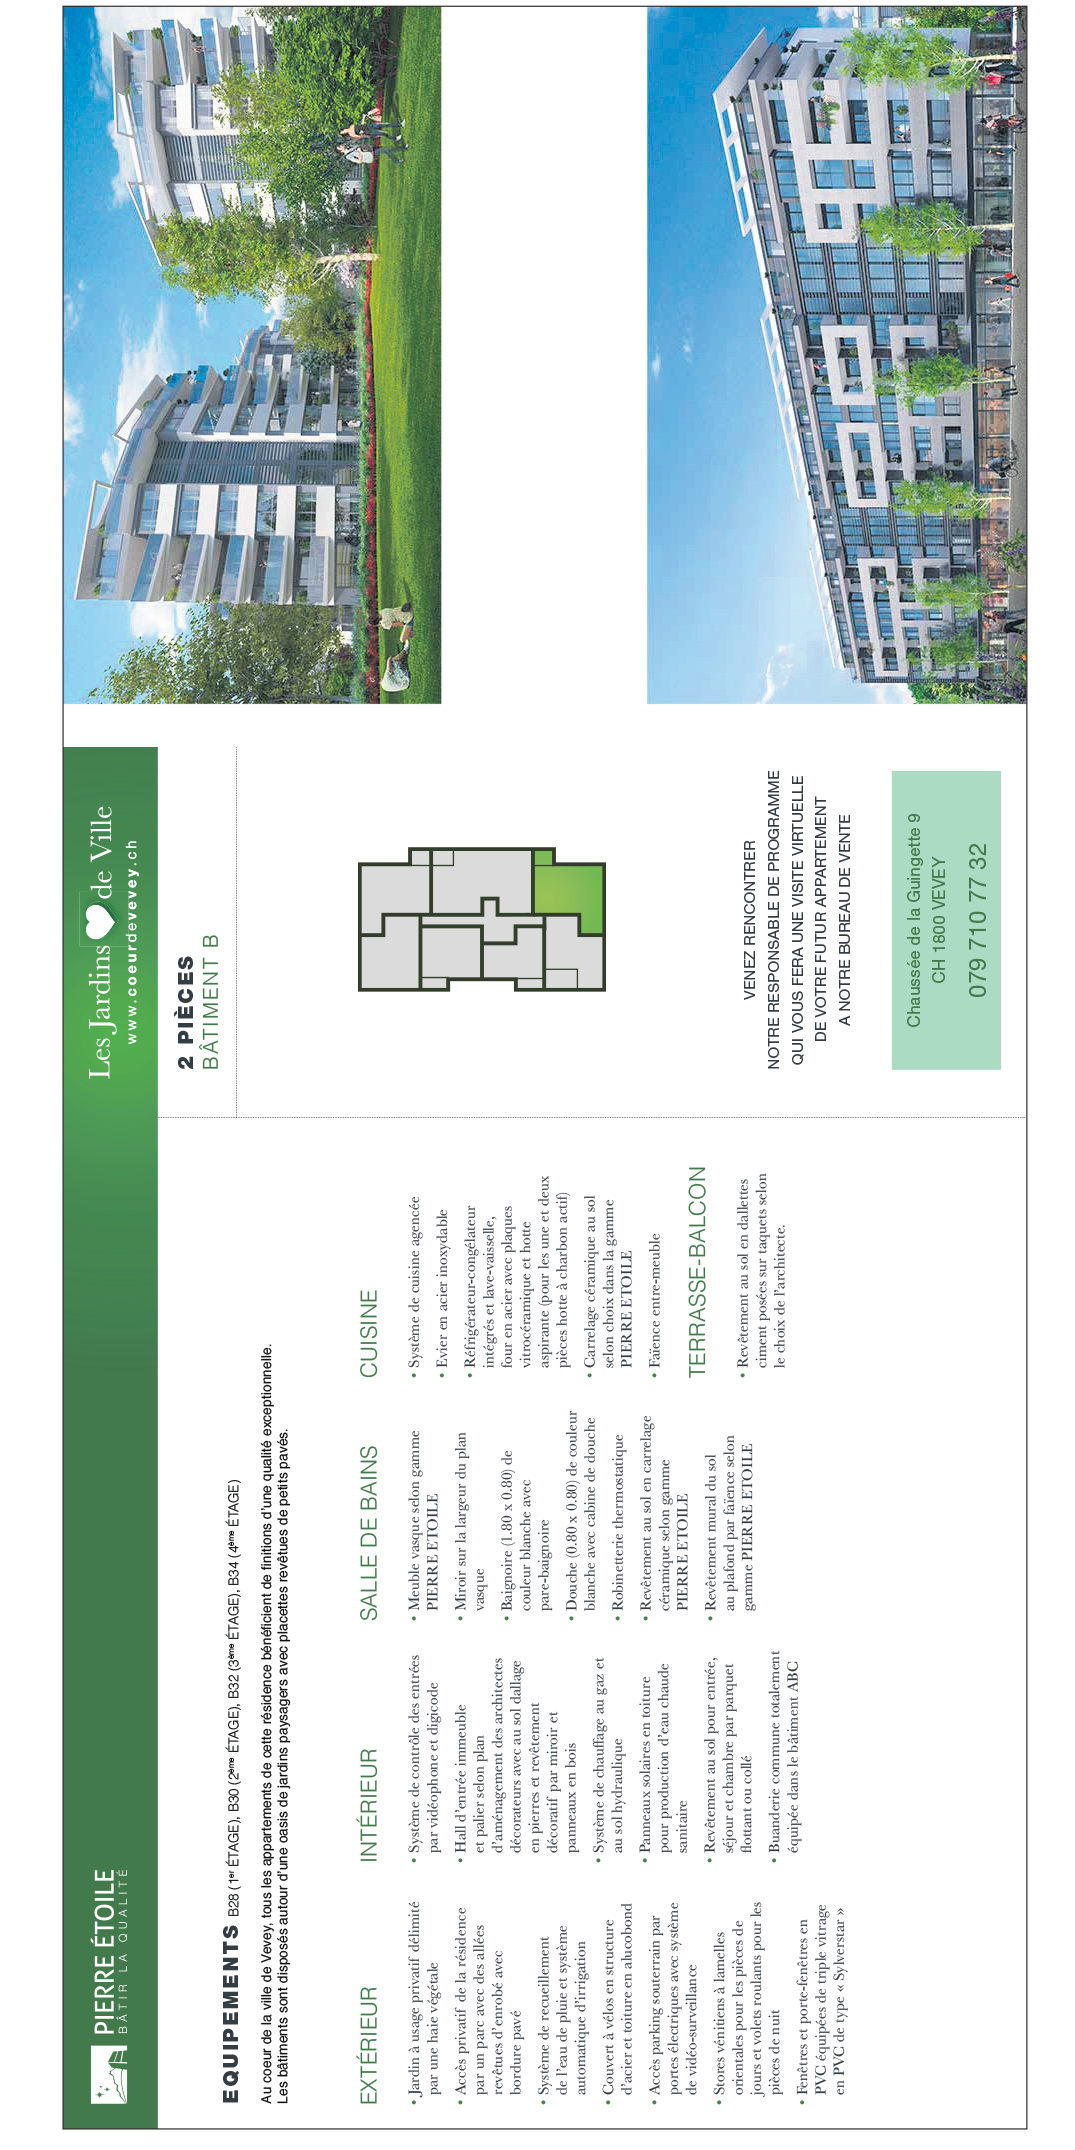 PIERRE ÉTOILE
BÂTIR LA QUALITÉ
Les Jardins de Ville
www.coeurdevevey.ch
EQUIPEMENTS B28 (1er ÉTAGE), B30 (2ème ÉTAGE), B32 (3ème ÉTAGE), B34 (4ème ÉTAGE)
Au coeur de la ville de Vevey, tous les appartements de cette résidence bénéficient de finitions d'une qualité exceptionnelle.
Les bâtiments sont disposés autour d'une oasis de jardins paysagers avec placettes revêtues de petits pavés.
EXTÉRIEUR
• Jardin à usage privatif délimité
par une haie végétale
• Accès privatif de la résidence
par un parc avec des allées
revêtues d'enrobé avec
bordure pavé
• Système de recueillement
de l'eau de pluie et système
automatique d'irrigation
• Couvert à vélos en structure
d'acier et toiture en alucobond
• Accès parking souterrain par
portes électriques avec système
de vidéo-surveillance
• Stores vénitiens à lamelles
orientales pour les pièces de
jours et volets roulants pour les
pièces de nuit
• Fenêtres et porte-fenêtres en
PVC équipées de triple vitrage
en PVC de type « Sylverstar »
INTÉRIEUR
• Système de contrôle des entrées
par vidéophone et digicode
• Hall d'entrée immeuble
et palier selon plan
d'aménagement des architectes
décorateurs avec au sol dallage
en pierres et revêtement
décoratif par miroir et
panneaux en bois
• Système de chauffage au gaz et
au sol hydraulique
• Panneaux solaires en toiture
pour production d'eau chaude
sanitaire
• Revêtement au sol pour entrée,
séjour et chambre par parquet
flottant ou collé
• Buanderie commune totalement
équipée dans le bâtiment ABC
SALLE DE BAINS
• Meuble vasque selon gamme
PIERRE ETOILE
• Miroir sur la largeur du plan
vasque
• Baignoire (1.80 x 0.80) de
couleur blanche avec
pare-baignoire
• Douche (0.80 x 0.80) de couleur
blanche avec cabine de douche
• Robinetterie thermostatique
• Revêtement au sol en carrelage
céramique selon gamme
PIERRE ETOILE
• Revêtement mural du sol
au plafond par faïence selon
gamme PIERRE ETOILE
CUISINE
• Système de cuisine agencée
• Evier en acier inoxydable
• Réfrigérateur-congélateur
intégrés et lave-vaisselle,
four en acier avec plaques
vitrocéramique et hotte
aspirante (pour les une et deux
pièces hotte à charbon actif)
• Carrelage céramique au sol
selon choix dans la gamme
PIERRE ETOILE
• Faïence entre-meuble
TERRASSE-BALCON
• Revêtement au sol en dallettes
ciment posées sur taquets selon
le choix de l'architecte.
2 PIÈCES
BÂTIMENT B
VENEZ RENCONTRER
NOTRE RESPONSABLE DE PROGRAMME
QUI VOUS FERA UNE VISITE VIRTUELLE
DE VOTRE FUTUR APPARTEMENT
A NOTRE BUREAU DE VENTE
Chaussée de la Guingette 9
CH 1800 VEVEY
079 710 77 32